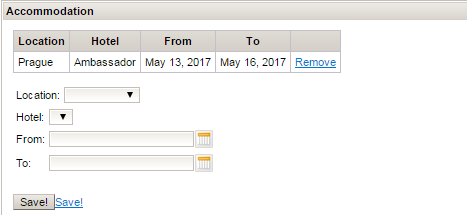 Accommodation
Location Hotel From To
Prague Ambassador May 13, 2017 May 16, 2017 Remove
Location:
Hotel:
From:
To:
Save! Save!